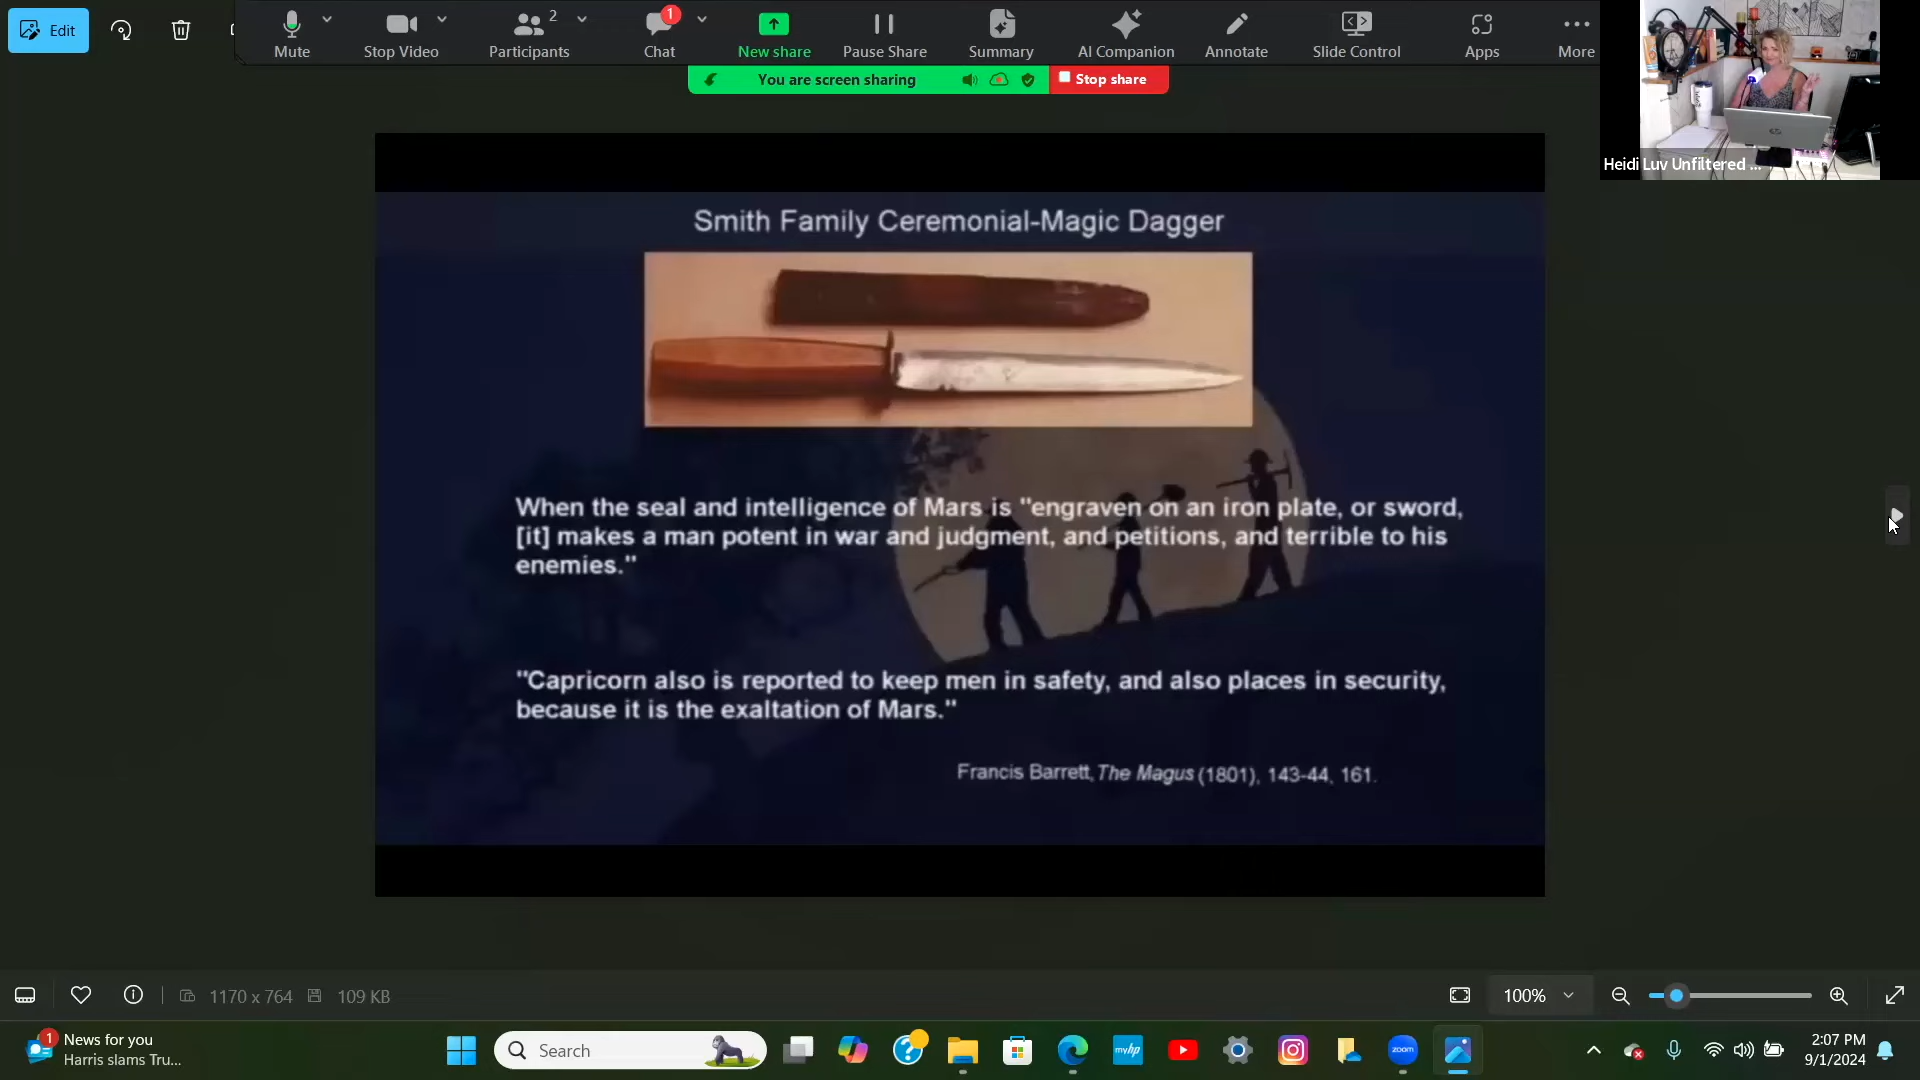 Edit
Mute
Stop Video
2
Participants
1
Chat
New share
Pause Share
Summary
AI Companion
Annotate
Slide Control
Apps
More
You are screen sharing
Stop share
Heidi Luv Unfiltered ...
Smith Family Ceremonial-Magic Dagger
When the seal and intelligence of Mars is "engraven on an iron plate, or sword,
[it] makes a man potent in war and judgment, and petitions, and terrible to his
enemies."
"Capricorn also is reported to keep men in safety, and also places in security,
because it is the exaltation of Mars."
Francis Barrett, The Magus (1801), 143-44, 161.
1170 x 764
109 KB
100%
1
News for you
Harris slams Tru...
Search
myhp
zoom
2:07 PM
9/1/2024